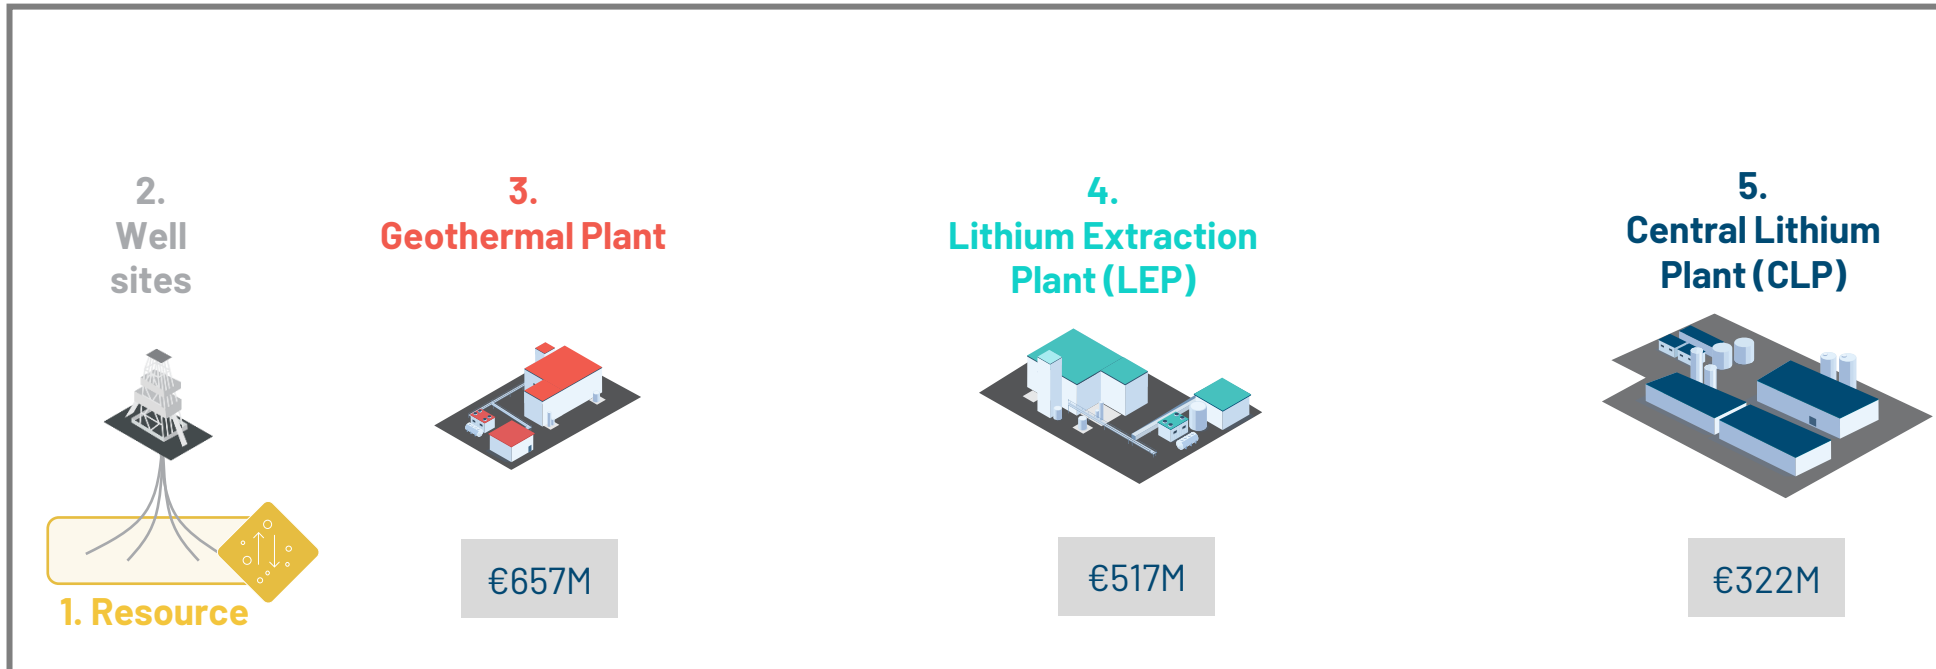 2.
Well
sites
1. Resource
3.
Geothermal Plant
€657M
4.
Lithium Extraction
Plant (LEP)
€517M
5.
Central Lithium
Plant (CLP)
€322M